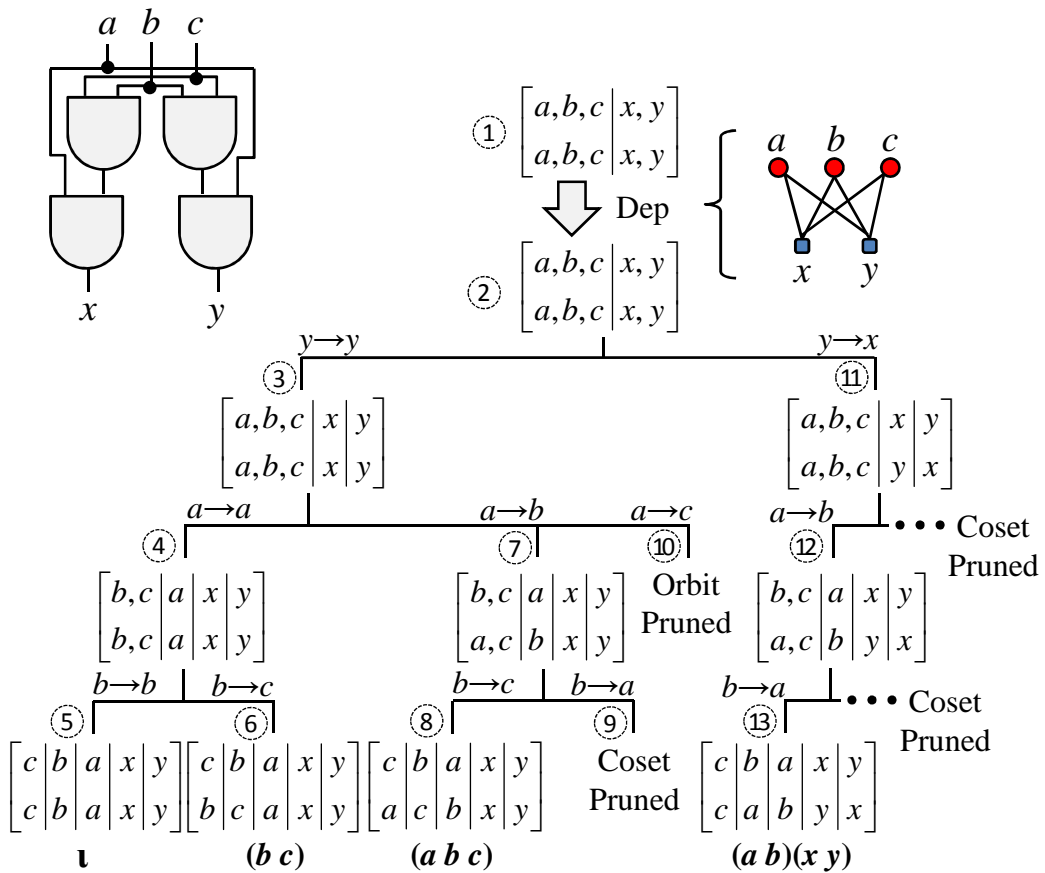 a b c
x y
1
[a, b, c | x, y]
[a, b, c | x, y]
Dep
a b c
x y
2
[a, b, c | x, y]
[a, b, c | x, y]
y→y
y→x
3
[a, b, c | x | y]
[a, b, c | x | y]
11
[a, b, c | x | y]
[a, b, c | y | x]
a→a
a→b
a→c
a→b
4
7
10
12
Orbit
Pruned
Coset
Pruned
[b, c | a | x | y]
[b, c | a | x | y]
[b, c | a | x | y]
[a, c | b | x | y]
[b, c | a | x | y]
[a, c | b | y | x]
b→b
b→c
b→c
b→a
b→a
5
6
8
9
13
Coset
Pruned
Coset
Pruned
[c | b | a | x | y]
[c | b | a | x | y]
ι
[c | b | a | x | y]
[b | c | a | x | y]
(b c)
[c | b | a | x | y]
[a | c | b | x | y]
(a b c)
[c | b | a | x | y]
[c | a | b | y | x]
(a b)(x y)